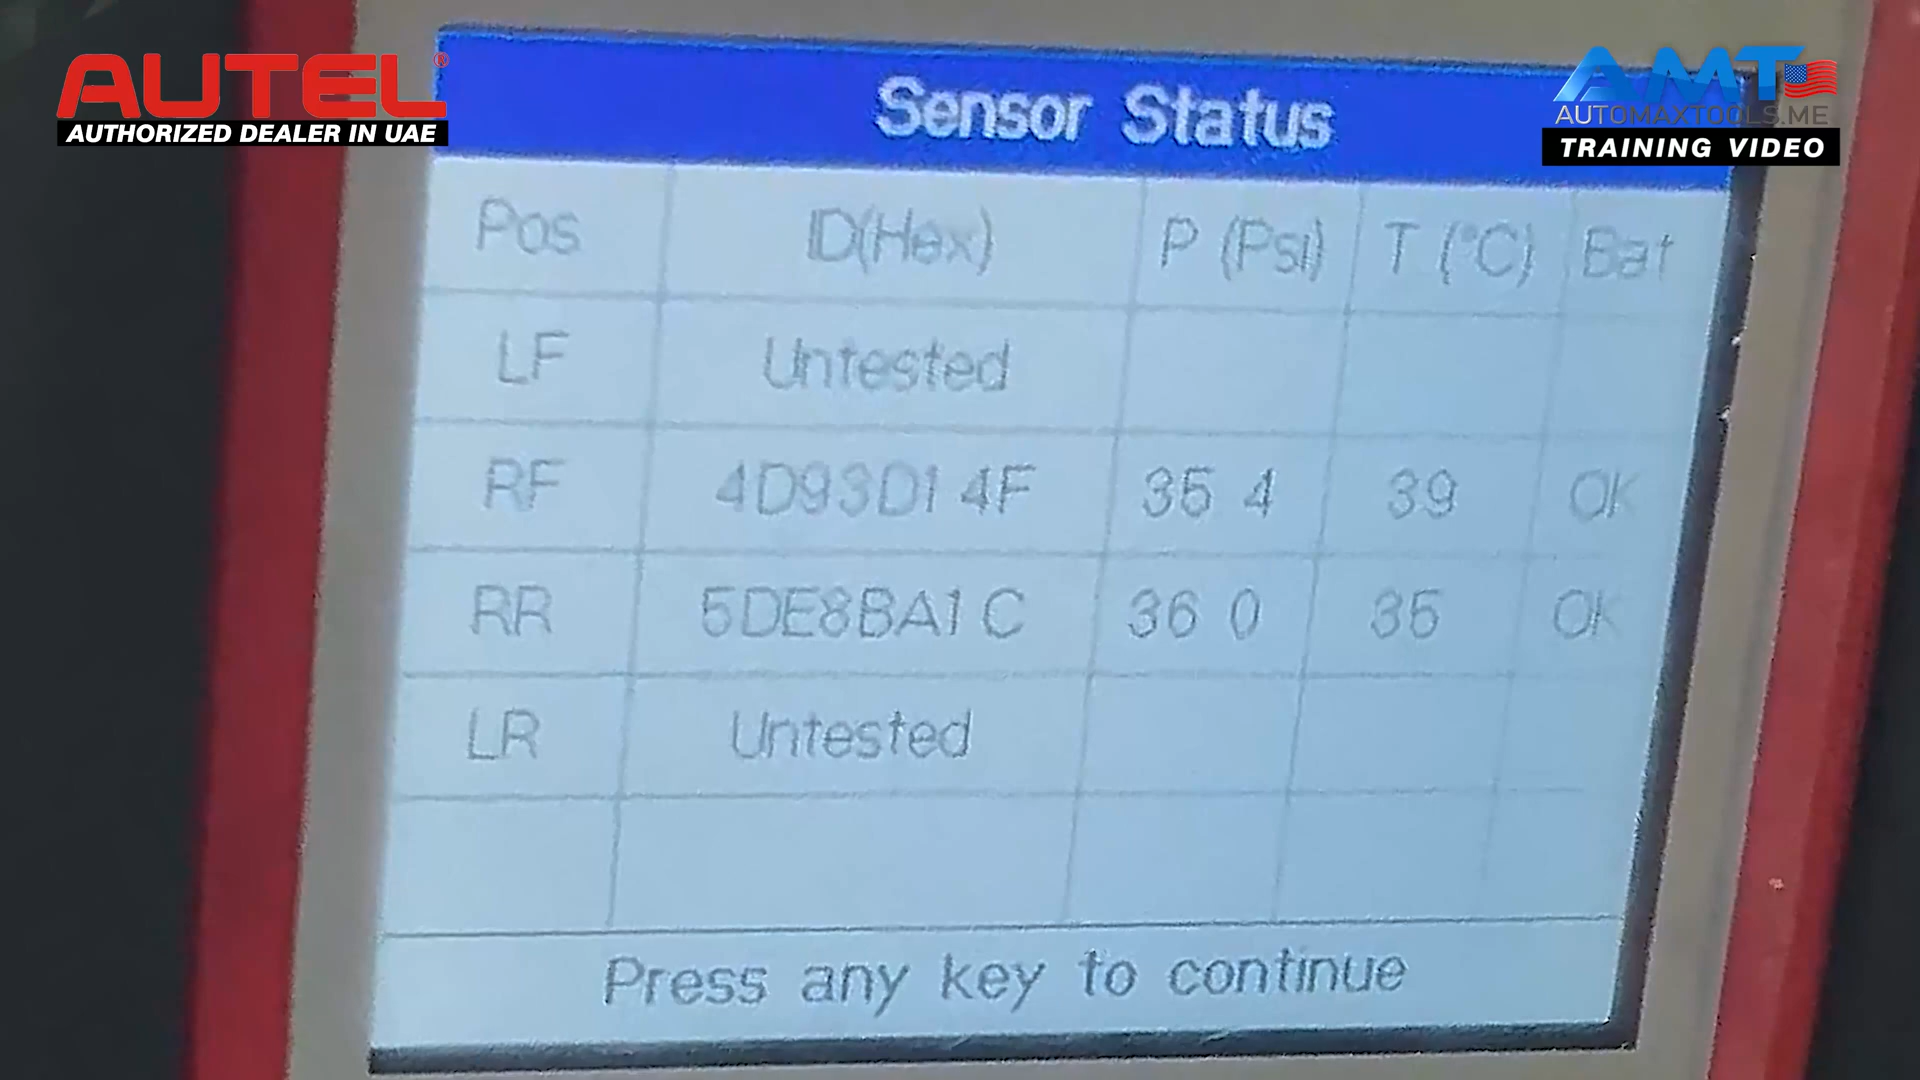 AUTEL®
AUTHORIZED DEALER IN UAE
AMT
AUTOMAXTOOLS.ME
TRAINING VIDEO
Sensor Status
Pos ID(Hex) P (Psi) T (°C) Bat
LF Untested
RF 4D93D14F 35 4 39 OK
RR 5DE8BA1C 36 0 35 OK
LR Untested
Press any key to continue